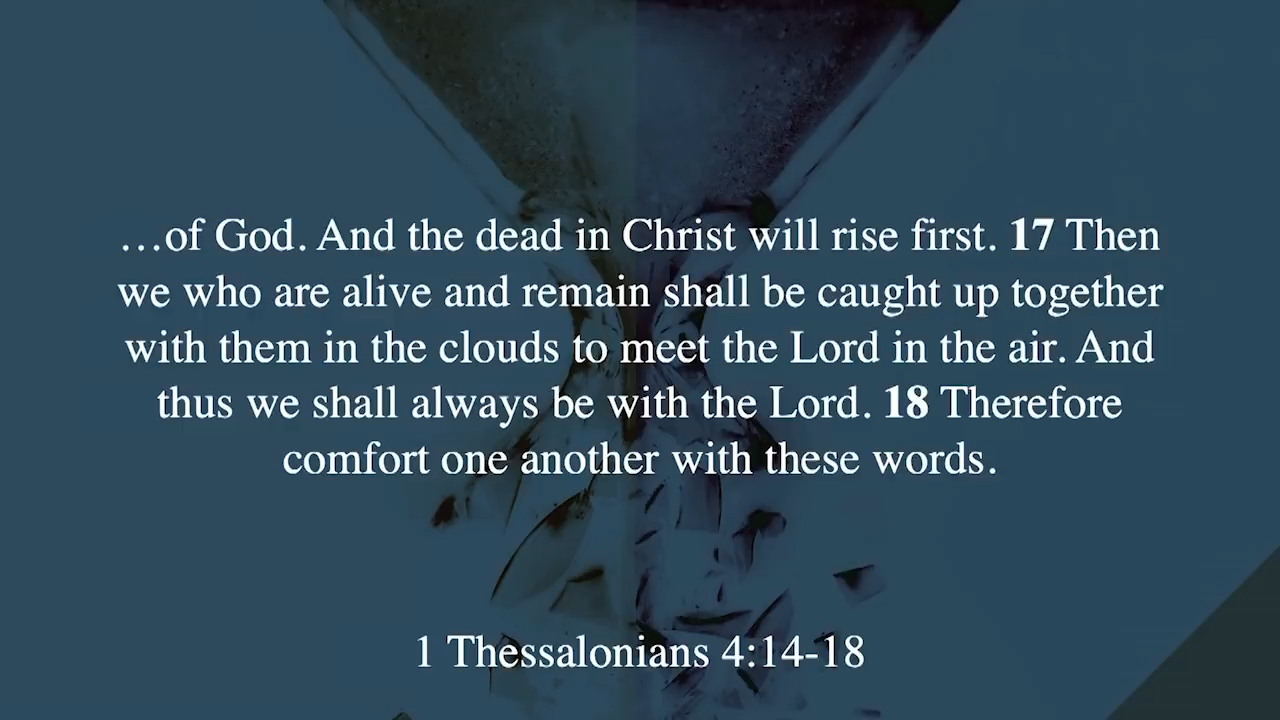 …of God. And the dead in Christ will rise first. 17 Then
we who are alive and remain shall be caught up together
with them in the clouds to meet the Lord in the air. And
thus we shall always be with the Lord. 18 Therefore
comfort one another with these words.
1 Thessalonians 4:14-18